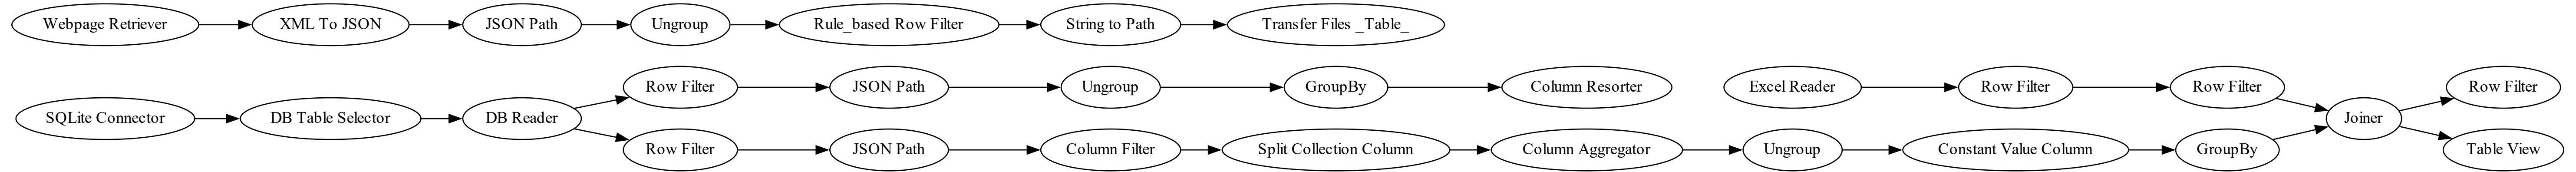 Webpage Retriever
XML To JSON
JSON Path
Ungroup
Rule_based Row Filter
String to Path
Transfer Files _Table_
SQLite Connector
DB Table Selector
DB Reader
Row Filter
JSON Path
Ungroup
GroupBy
Column Resorter
Row Filter
JSON Path
Column Filter
Split Collection Column
Column Aggregator
Ungroup
Constant Value Column
GroupBy
Excel Reader
Row Filter
Row Filter
Joiner
Row Filter
Table View